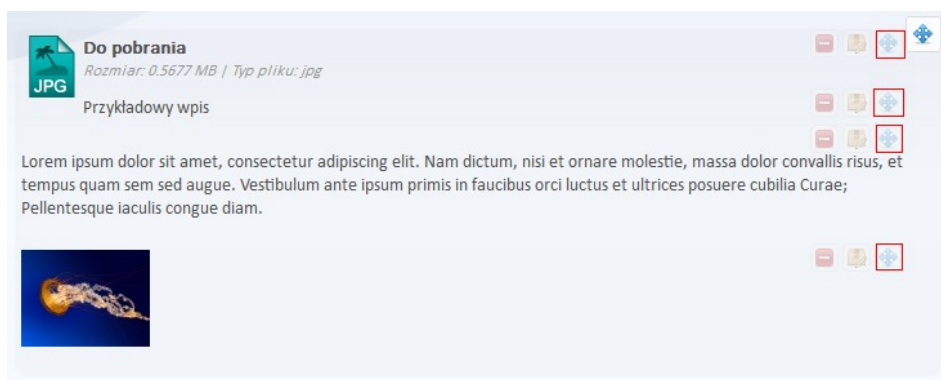 JPG
Do pobrania
Rozmiar: 0.5677 MB | Typ pliku: jpg
Przykładowy wpis
Lorem ipsum dolor sit amet, consectetur adipiscing elit. Nam dictum, nisi et ornare molestie, massa dolor convallis risus, et
tempus quam sem sed augue. Vestibulum ante ipsum primis in faucibus orci luctus et ultrices posuere cubilia Curae;
Pellentesque iaculis congue diam.